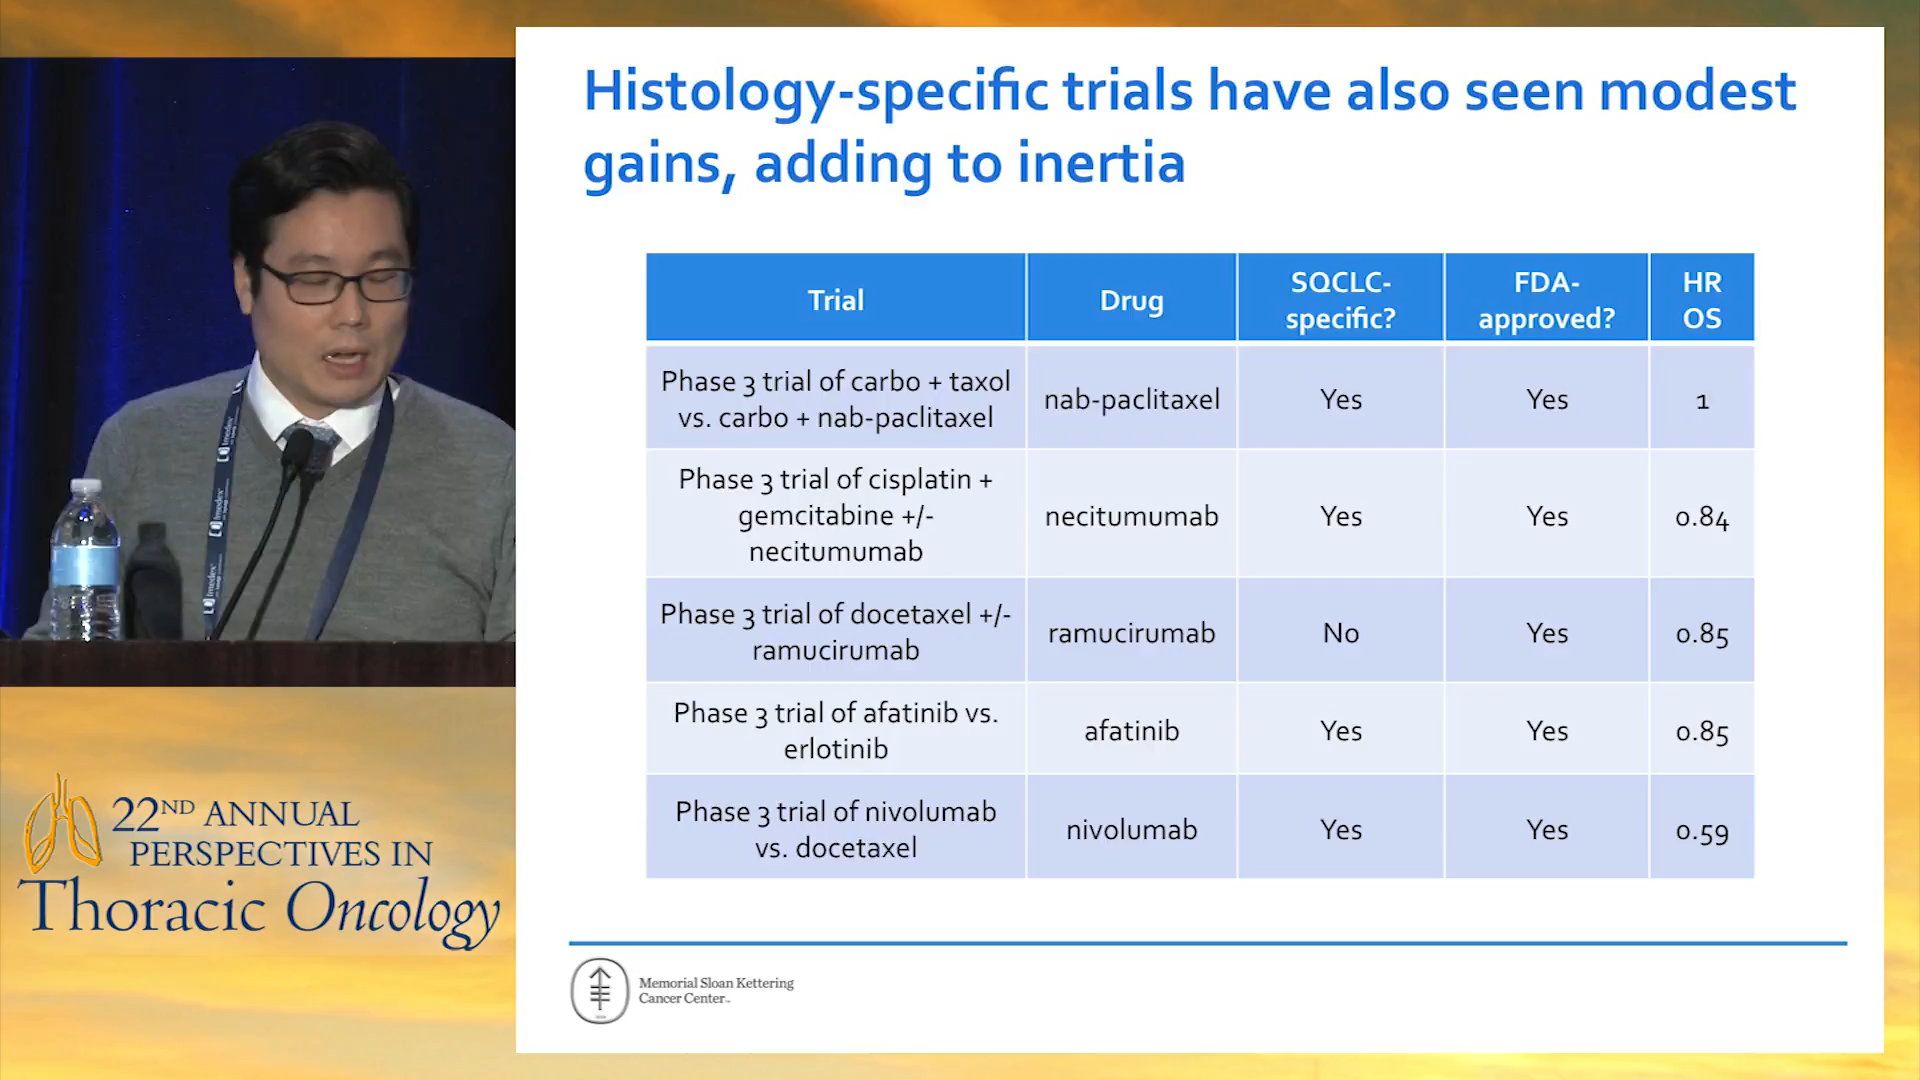 Histology-specific trials have also seen modest
gains, adding to inertia
Trial
Drug
SQCLC-
specific?
FDA-
approved?
HR
OS
Phase 3 trial of carbo + taxol
vs. carbo + nab-paclitaxel
nab-paclitaxel
Yes
Yes
1
Phase 3 trial of cisplatin +
gemcitabine +/-
necitumumab
necitumumab
Yes
Yes
0.84
Phase 3 trial of docetaxel +/-
ramucirumab
ramucirumab
No
Yes
0.85
Phase 3 trial of afatinib vs.
erlotinib
afatinib
Yes
Yes
0.85
Phase 3 trial of nivolumab
vs. docetaxel
nivolumab
Yes
Yes
0.59
Memorial Sloan Kettering
Cancer Center
22ND ANNUAL
PERSPECTIVES IN
Thoracic Oncology
Imedex
Imedex
Imedex